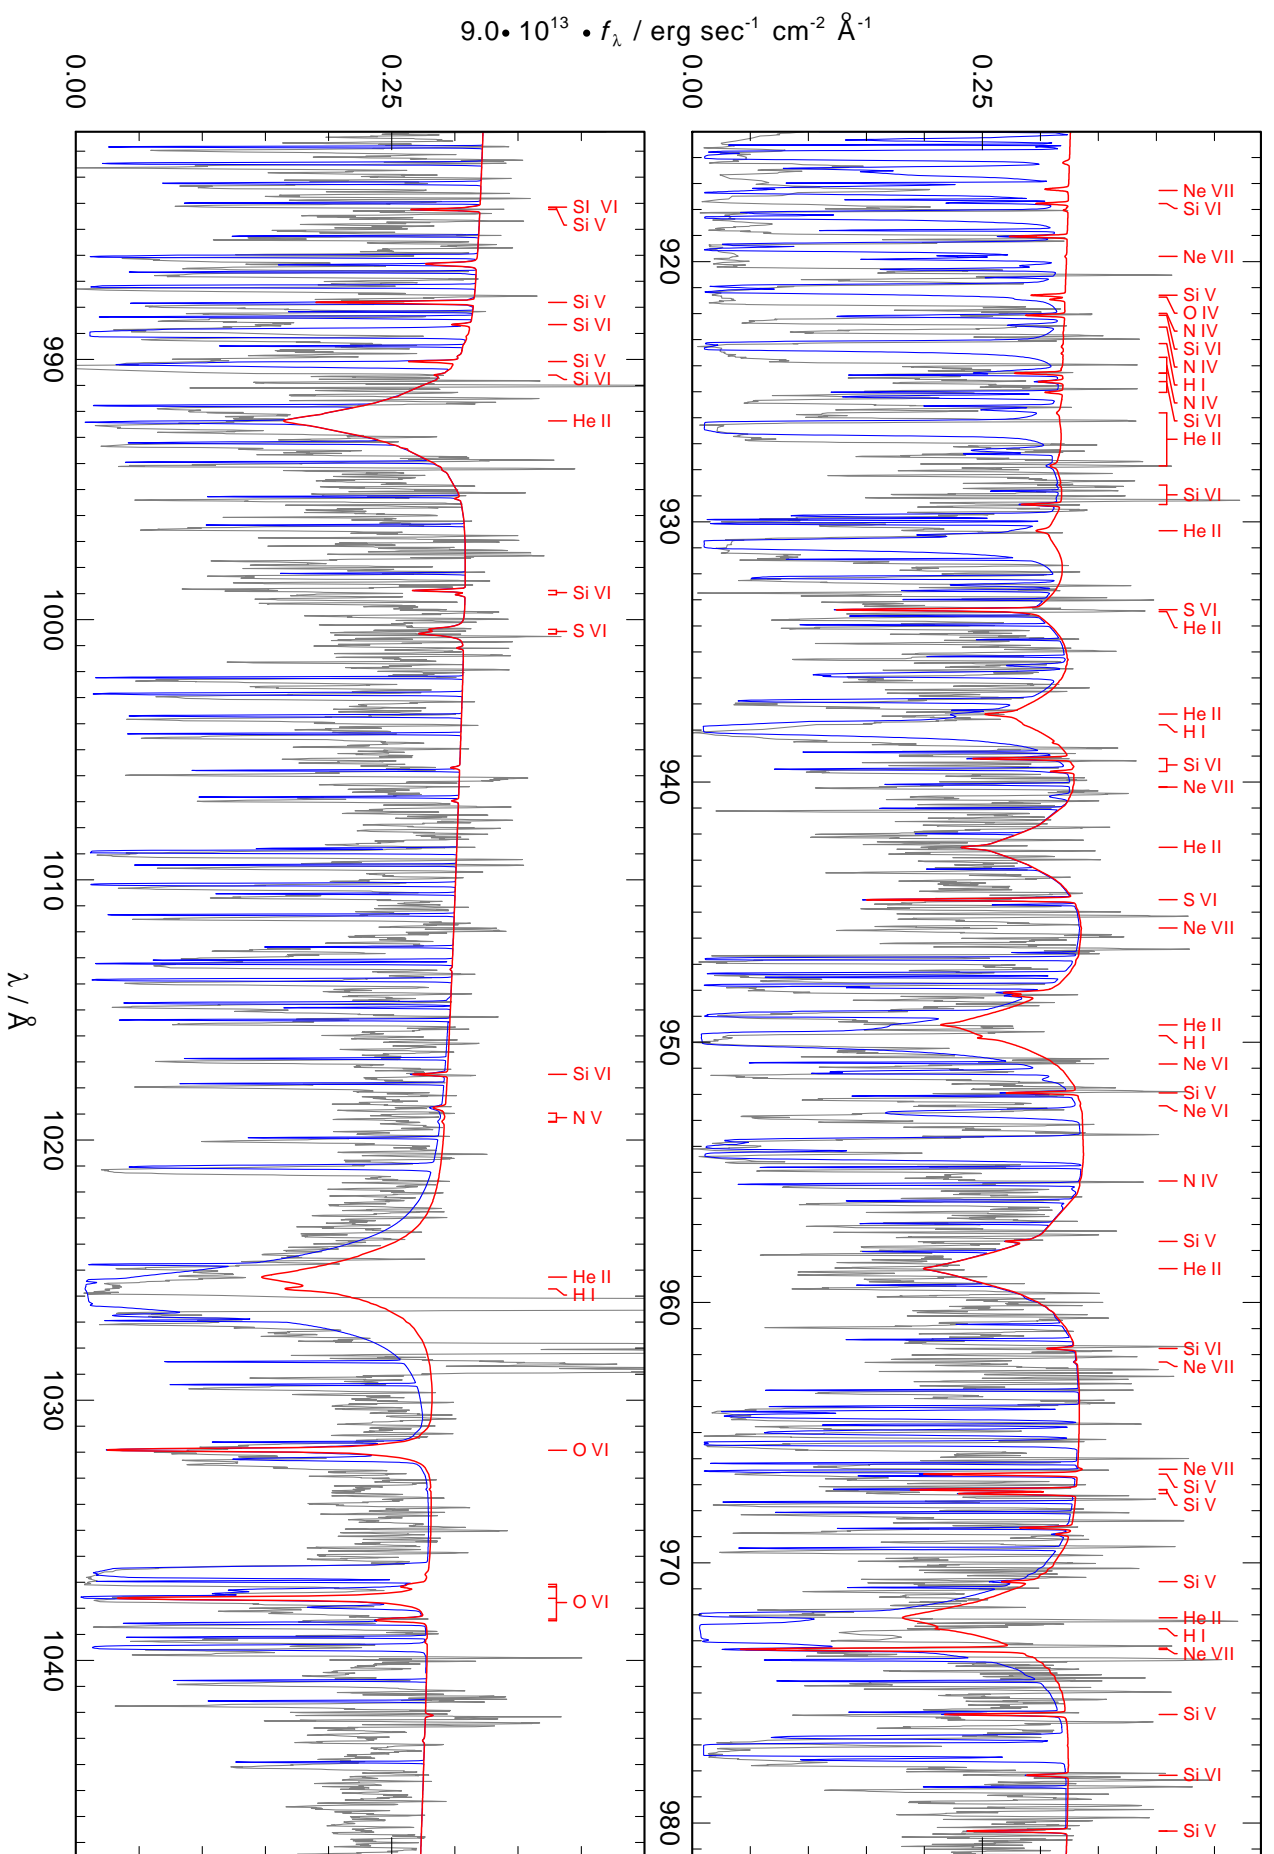 9.0• 10¹³ • f_λ / erg sec⁻¹ cm⁻² Å⁻¹
0.00
0.25
0.00
0.25
Ne VII
Si VI
Ne VII
Si V
O IV
N IV
Si VI
N IV
H I
N IV
Si VI
He II
Si VI
He II
S VI
He II
He II
H I
Si VI
Ne VII
He II
S VI
Ne VII
He II
H I
Ne VI
Si V
Ne VI
N IV
Si V
He II
Si VI
Ne VII
Ne VII
Si V
Si V
Si V
He II
H I
Ne VII
Si V
Si VI
Si V
920
930
940
950
960
970
980
SI VI
Si V
Si V
Si VI
Si V
Si VI
He II
Si VI
S VI
Si VI
N V
He II
H I
O VI
O VI
990
1000
1010
1020
1030
1040
λ / Å